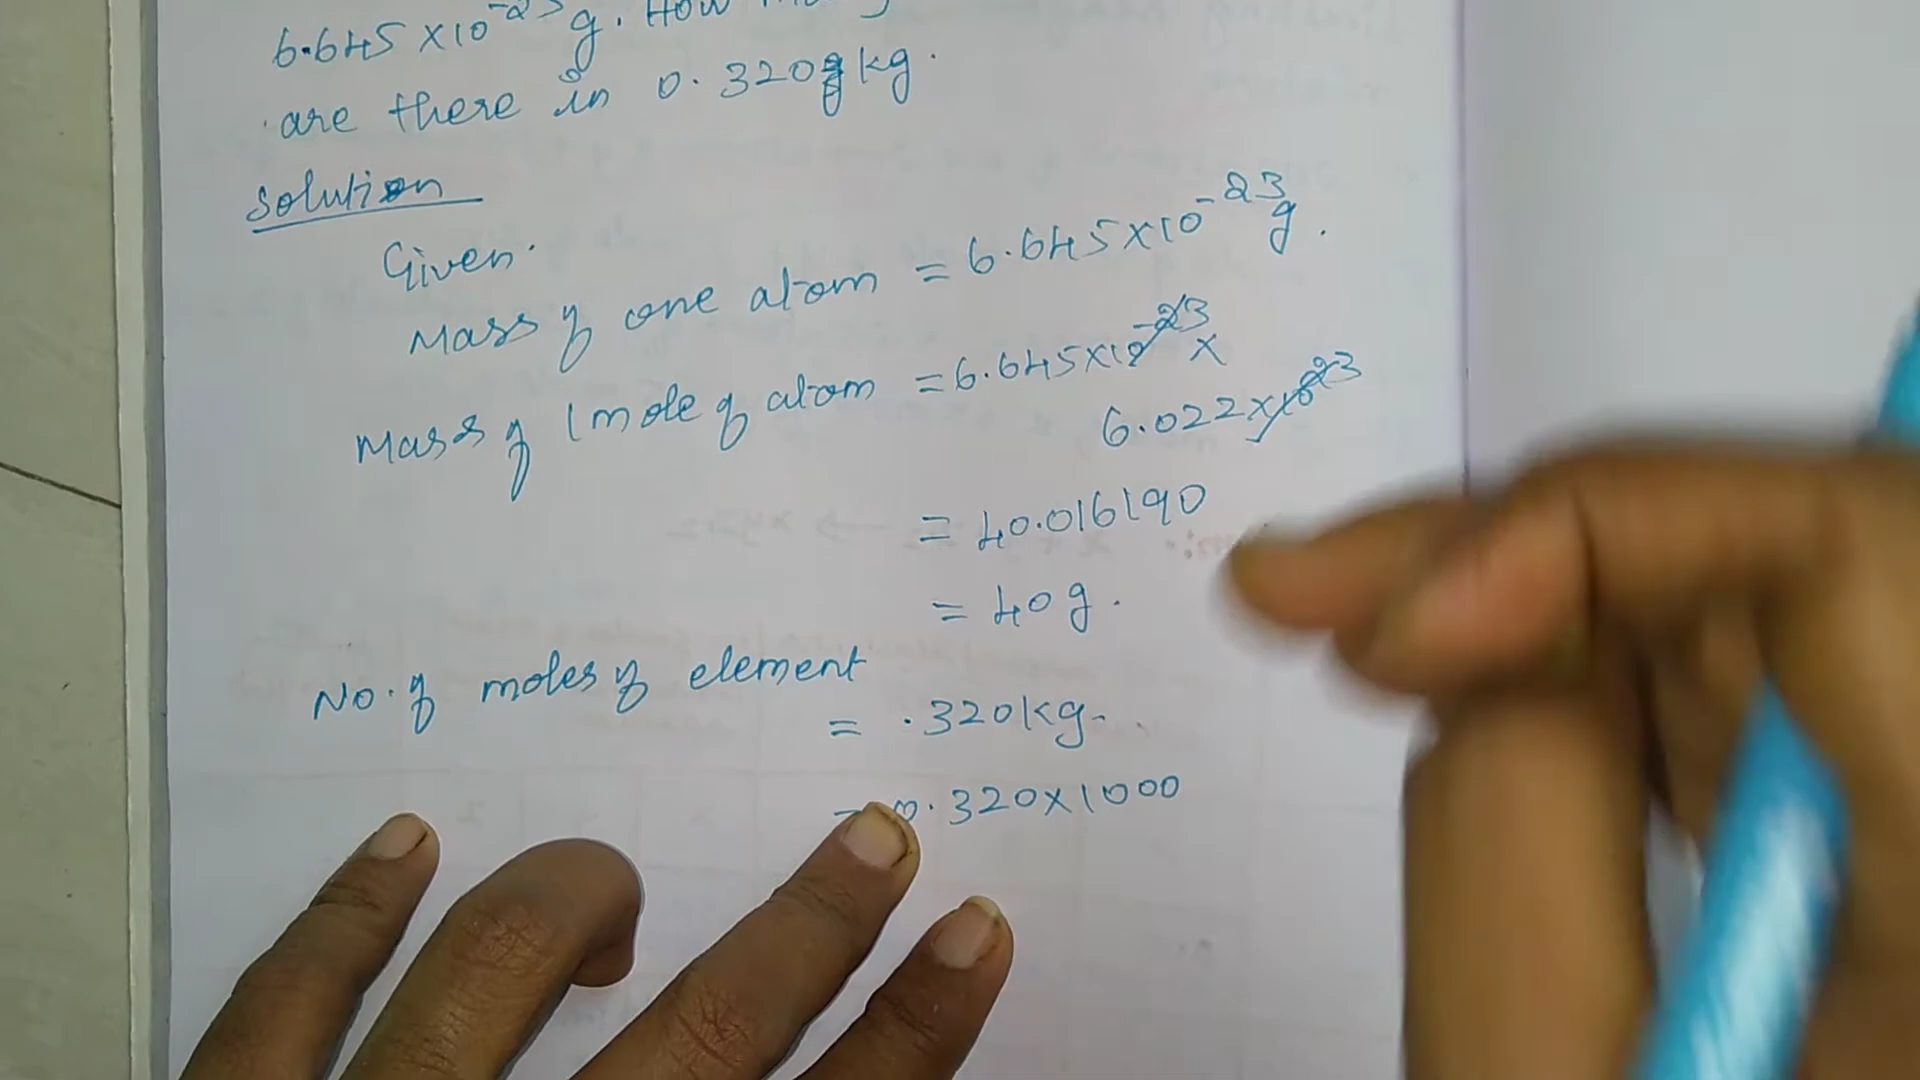 6.645 x 10⁻²³ g. How
are there in 0.320 kg.
Solution
Given.
Mass of one atom = 6.645 x 10⁻²³ g.
Mass of 1 mole of atom = 6.645 x 10⁻²³ x
6.022 x 10²³
= 40.016190
= 40 g.
No. of moles of element
= .320 kg.
= 0.320 x 1000